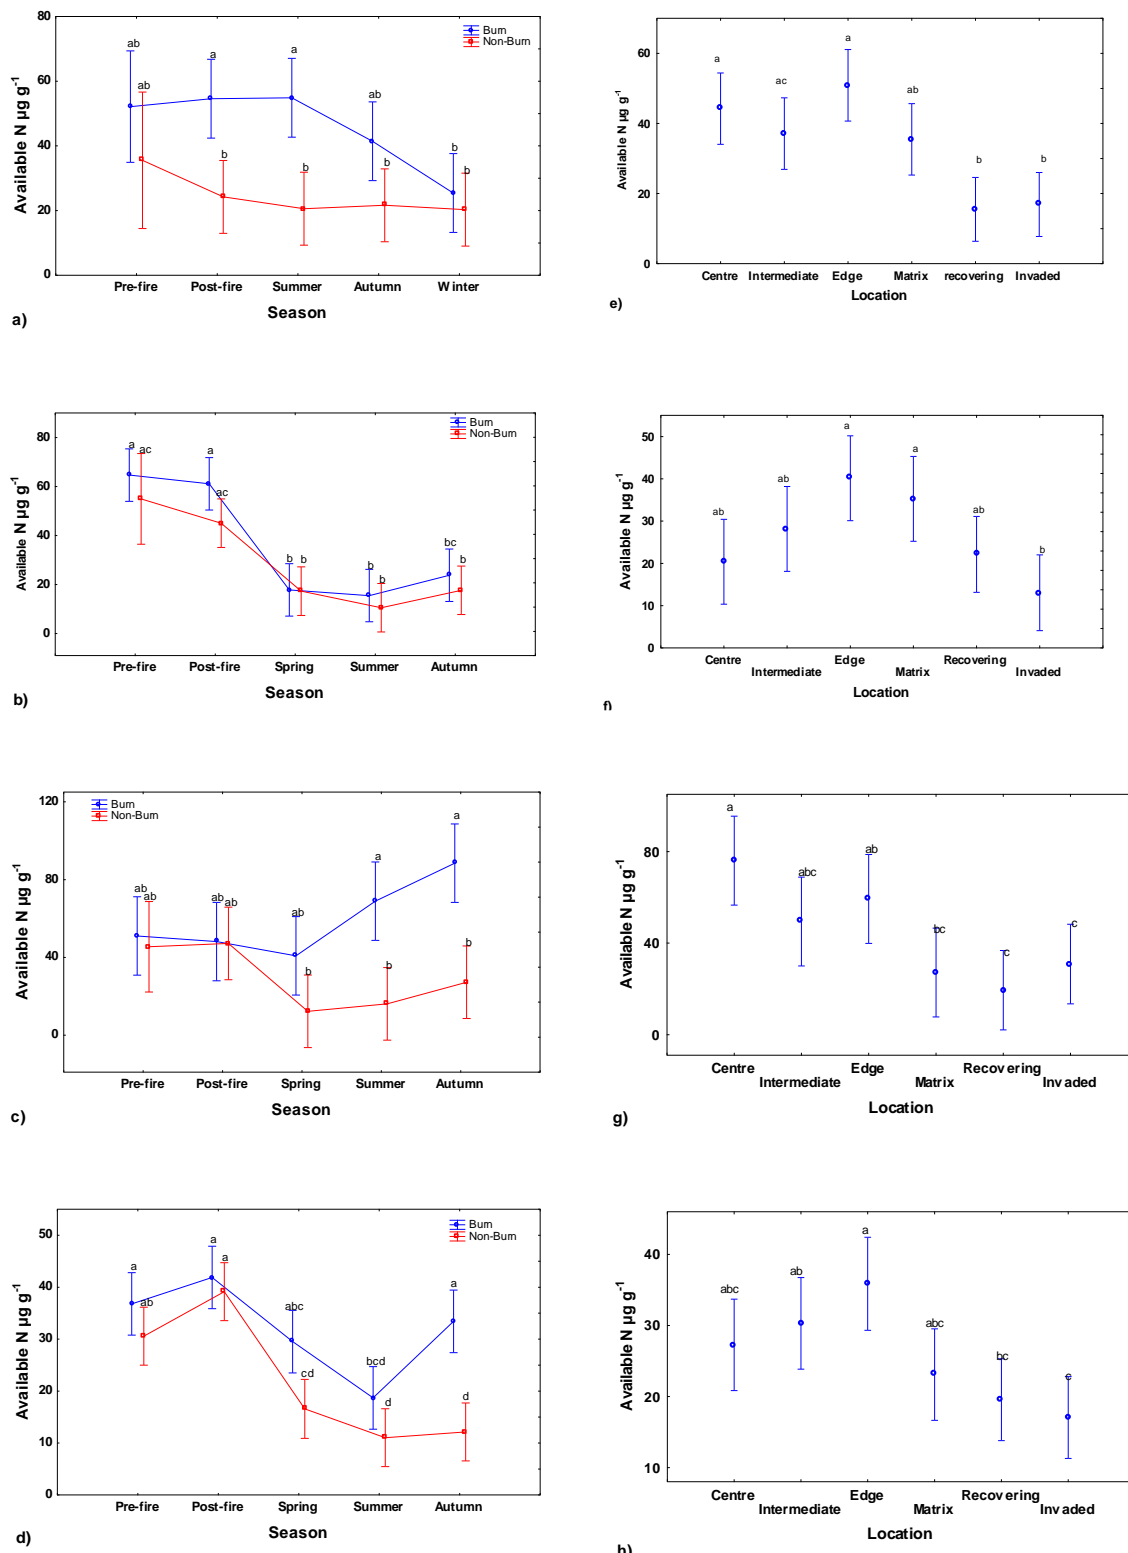 80
60
40
20
0
Available N µg g-1
Burn
Non-Burn
ab
ab
a
b
a
b
ab
b
b
b
Pre-fire Post-fire Summer Autumn Winter
Season
a)
60
40
20
0
Available N µg g-1
a
ac
a
ab
b
b
Centre Intermediate Edge Matrix recovering Invaded
Location
e)
80
60
40
20
0
Available N µg g-1
Burn
Non-Burn
a
ac
a
ac
b
b
b
b
bc
b
Pre-fire Post-fire Spring Summer Autumn
Season
b)
50
40
30
20
10
0
Available N µg g-1
ab
ab
a
a
ab
b
Centre Edge Recovering
Intermediate Matrix Invaded
Location
f)
120
80
40
0
Available N µg g-1
Burn
Non-Burn
ab
ab
ab
ab
ab
b
a
b
a
b
Pre-fire Post-fire Spring Summer Autumn
Season
c)
80
40
0
Available N µg g-1
a
abc
ab
bc
c
c
Centre Edge Recovering
Intermediate Matrix Invaded
Location
g)
50
40
30
20
10
0
Available N µg g-1
Burn
Non-Burn
a
ab
a
a
abc
cd
bcd
d
a
d
Pre-fire Post-fire Spring Summer Autumn
Season
d)
40
30
20
10
Available N µg g-1
abc
ab
a
abc
bc
c
Centre Edge Recovering
Intermediate Matrix Invaded
Location
h)